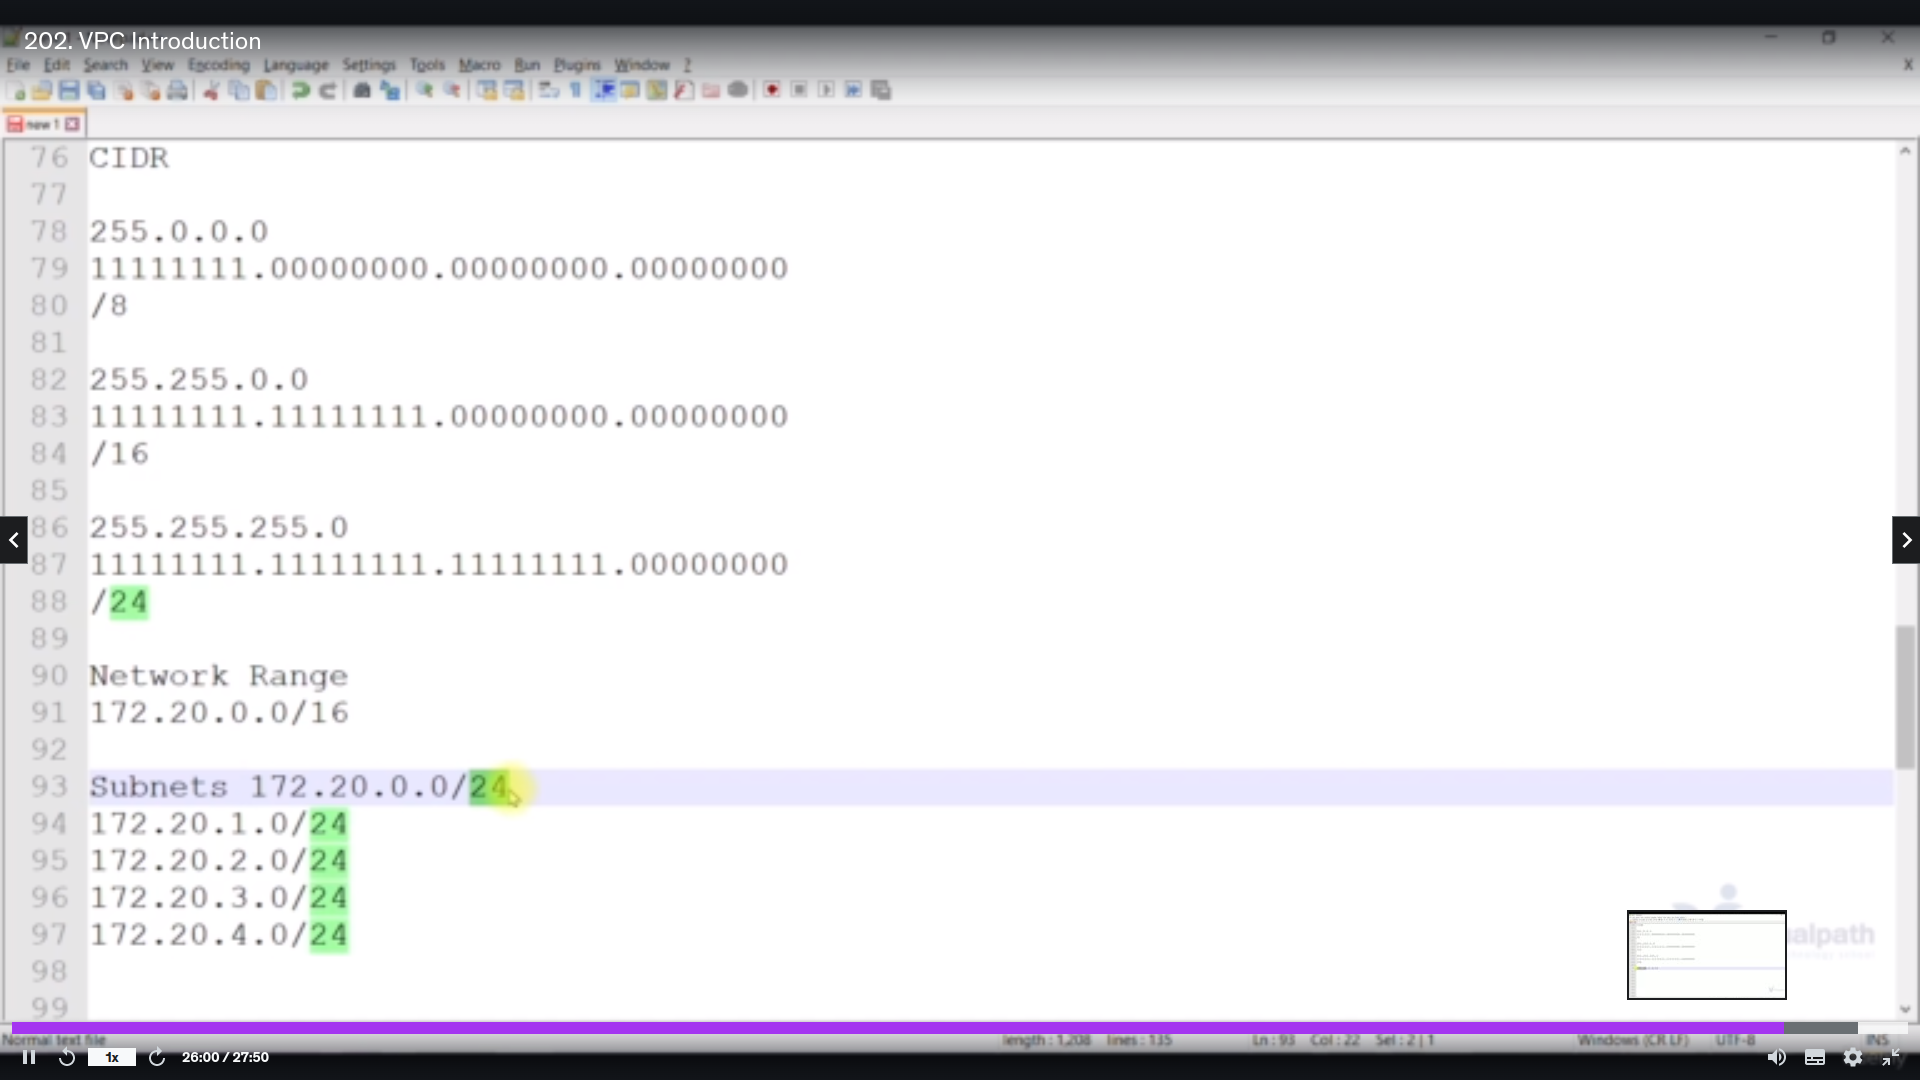 202. VPC Introduction
File Edit Search View Encoding Language Settings Tools Macro Run Plugins Window ? X
new 1
76 CIDR
77
78 255.0.0.0
79 11111111.00000000.00000000.00000000
80 /8
81
82 255.255.0.0
83 11111111.11111111.00000000.00000000
84 /16
85
86 255.255.255.0
87 11111111.11111111.11111111.00000000
88 /24
89
90 Network Range
91 172.20.0.0/16
92
93 Subnets 172.20.0.0/24
94 172.20.1.0/24
95 172.20.2.0/24
96 172.20.3.0/24
97 172.20.4.0/24
98
99
alpath
Normal text file length : 1,208 lines : 135 Ln : 93 Col : 22 Sel : 2 | 1 Windows (CR LF) UTF-8 INS
1x 26:00 / 27:50